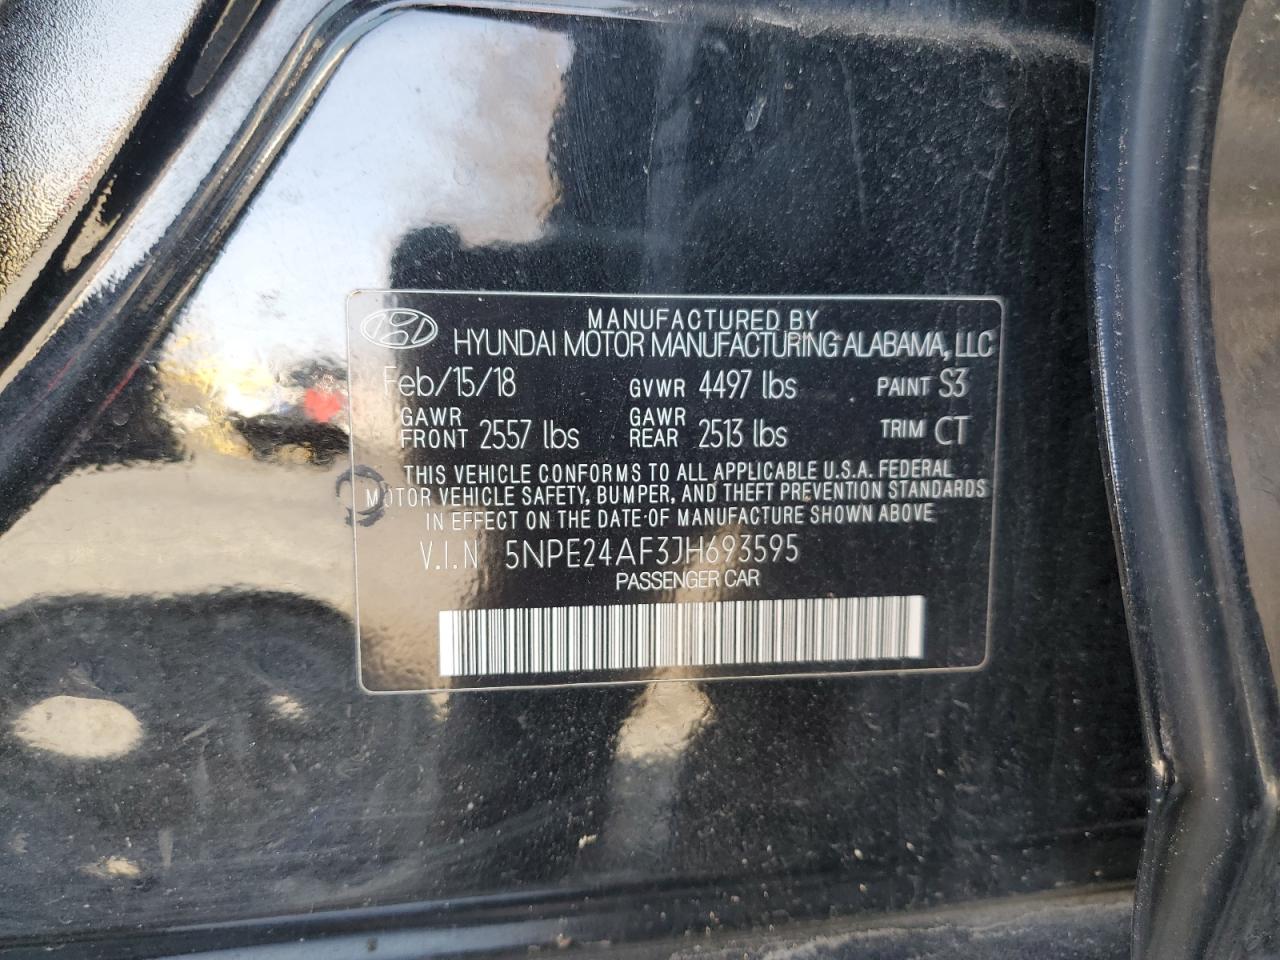 MANUFACTURED BY
HYUNDAI MOTOR MANUFACTURING ALABAMA, LLC
Feb/15/18 GVWR 4497 lbs PAINT S3
GAWR FRONT 2557 lbs GAWR REAR 2513 lbs TRIM CT
THIS VEHICLE CONFORMS TO ALL APPLICABLE U.S.A. FEDERAL
MOTOR VEHICLE SAFETY, BUMPER, AND THEFT PREVENTION STANDARDS
IN EFFECT ON THE DATE OF MANUFACTURE SHOWN ABOVE
V.I.N 5NPE24AF3JH693595
PASSENGER CAR